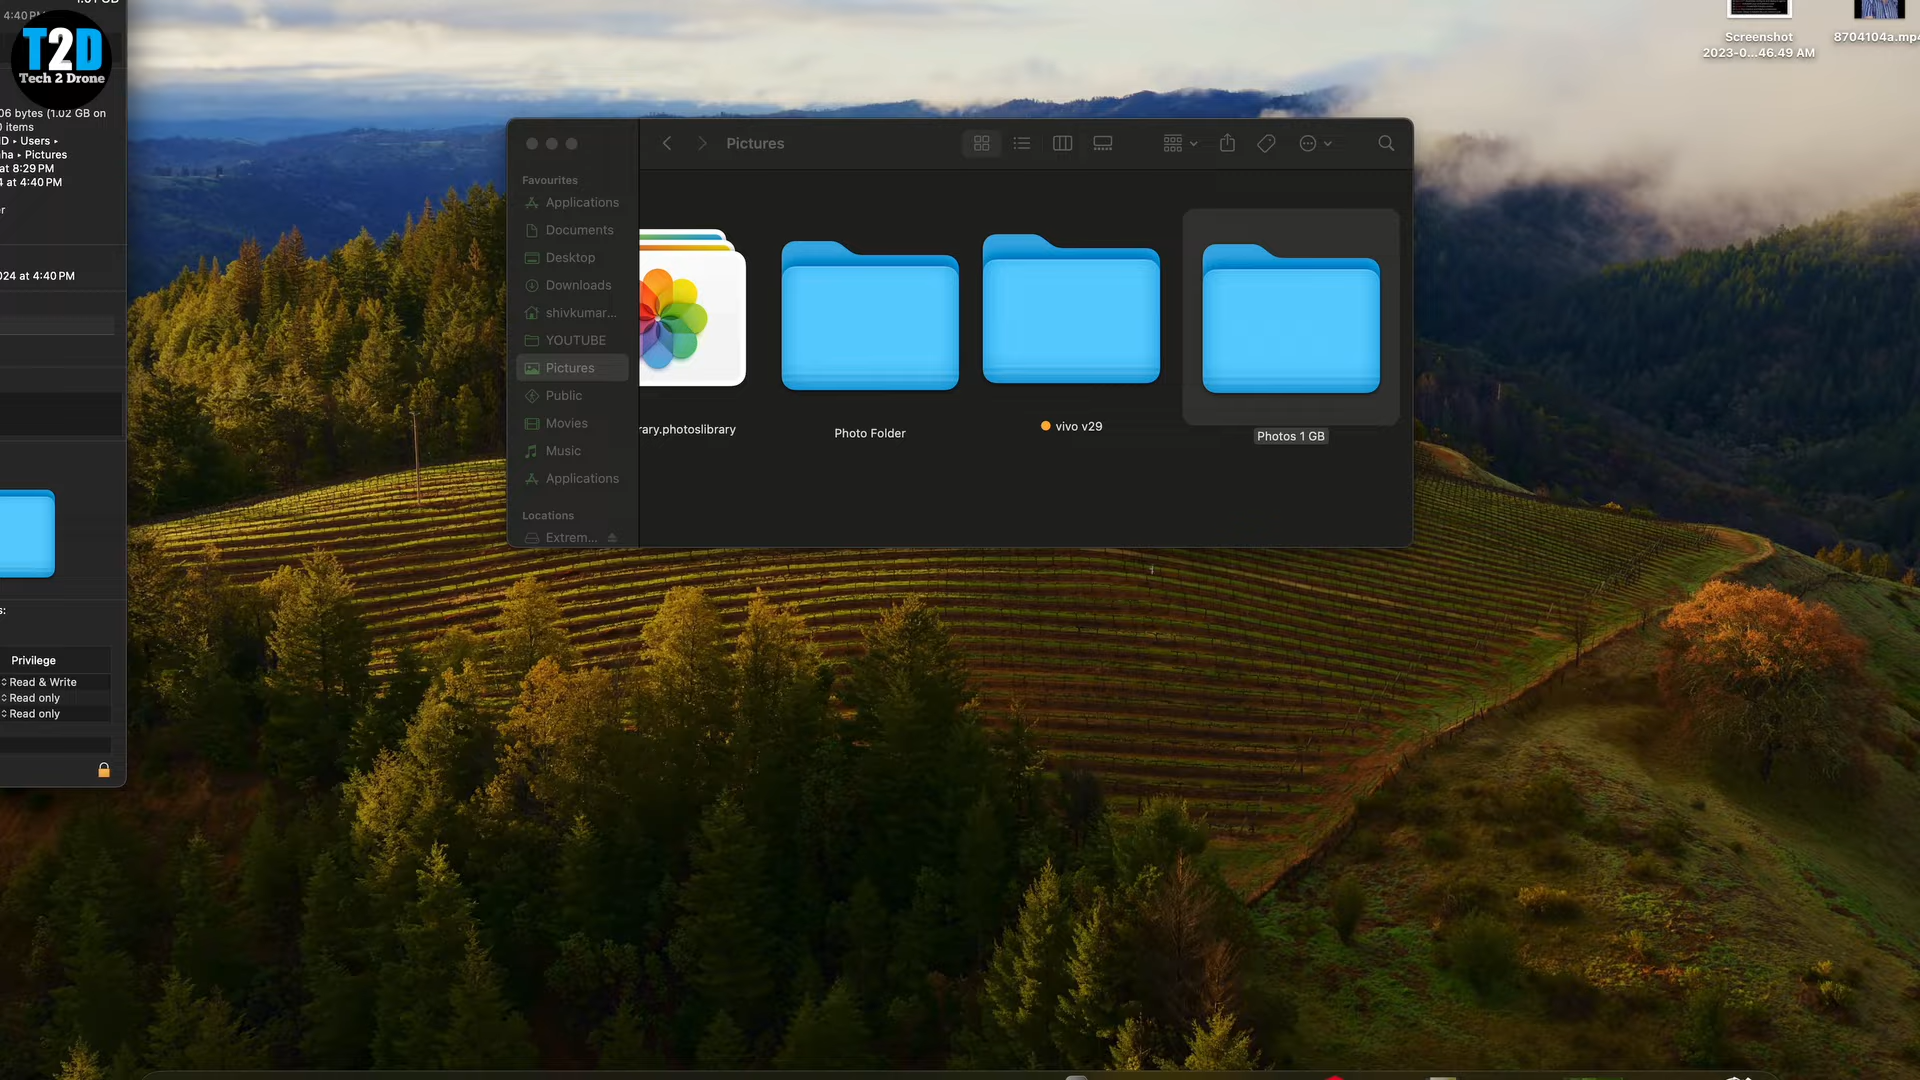 4:40 PM
T2D
Tech 2 Drone
06 bytes (1.02 GB on
0 items
D ▸ Users ▸
ha ▸ Pictures
at 8:29 PM
4 at 4:40 PM
r
024 at 4:40 PM
s:
Privilege
Read & Write
Read only
Read only
Pictures
Favourites
Applications
Documents
Desktop
Downloads
shivkumar...
YOUTUBE
Pictures
Public
Movies
Music
Applications
Locations
Extrem...
rary.photoslibrary
Photo Folder
vivo v29
Photos 1 GB
Screenshot
2023-0...46.49 AM
8704104a.mp4